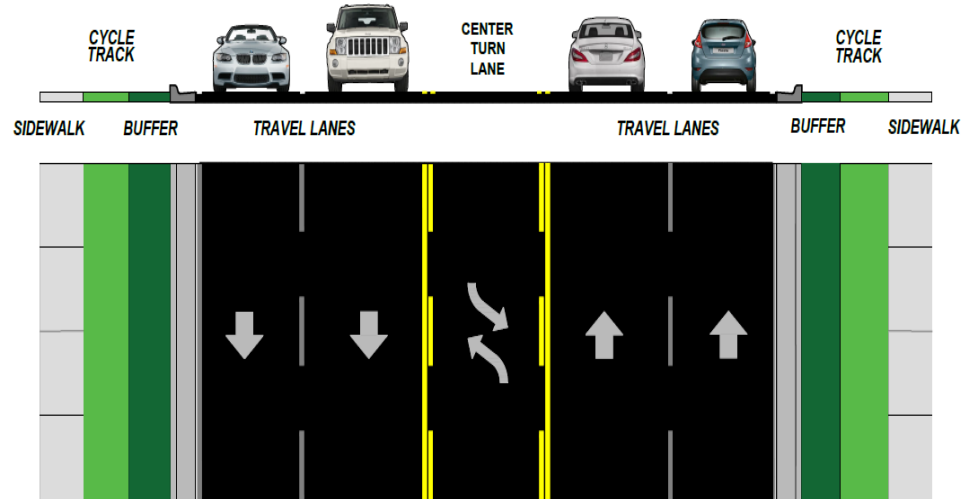 CYCLE
TRACK
CENTER
TURN
LANE
CYCLE
TRACK
SIDEWALK
BUFFER
TRAVEL LANES
TRAVEL LANES
BUFFER
SIDEWALK